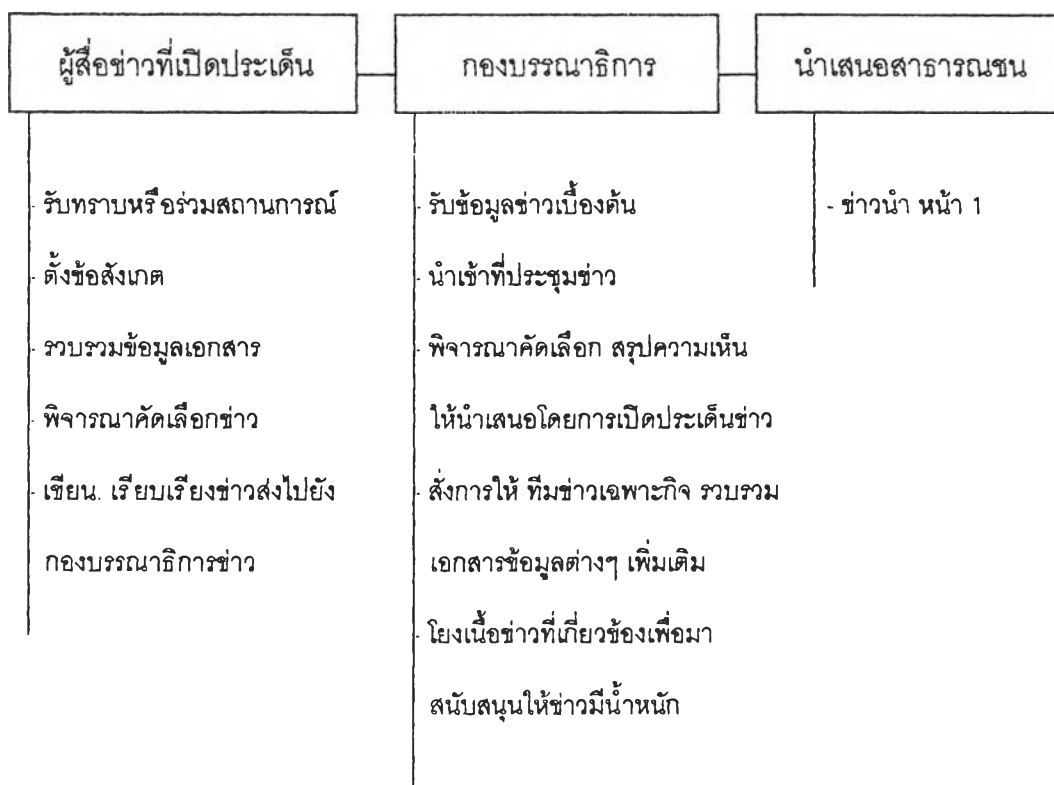 ผู้สื่อข่าวที่เปิดประเด็น
กองบรรณาธิการ
นำเสนอสาธารณชน
- รับทราบหรือร่วมสถานการณ์
- ตั้งข้อสังเกต
- รวบรวมข้อมูลเอกสาร
- พิจารณาคัดเลือกข่าว
- เขียน. เรียบเรียงข่าวส่งไปยัง
กองบรรณาธิการข่าว
- รับข้อมูลข่าวเบื้องต้น
- นำเข้าที่ประชุมข่าว
- พิจารณาคัดเลือก สรุปความเห็น
ให้นำเสนอโดยการเปิดประเด็นข่าว
- สั่งการให้ ทีมข่าวเฉพาะกิจ รวบรวม
เอกสารข้อมูลต่างๆ เพิ่มเติม
- โยงเนื้อข่าวที่เกี่ยวข้องเพื่อมา
สนับสนุนให้ข่าวมีน้ำหนัก
- ข่าวนำ หน้า 1